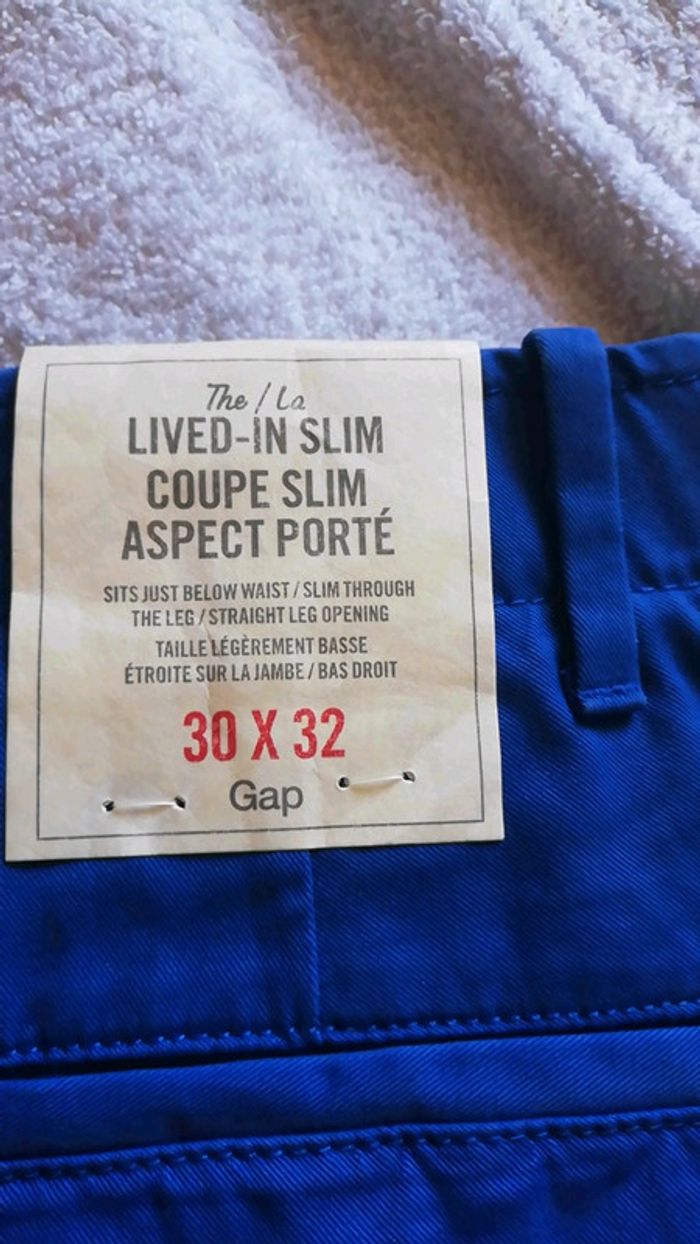 The / La
LIVED-IN SLIM
COUPE SLIM
ASPECT PORTÉ
SITS JUST BELOW WAIST / SLIM THROUGH
THE LEG / STRAIGHT LEG OPENING
TAILLE LÉGÈREMENT BASSE
ÉTROITE SUR LA JAMBE / BAS DROIT
30 X 32
Gap